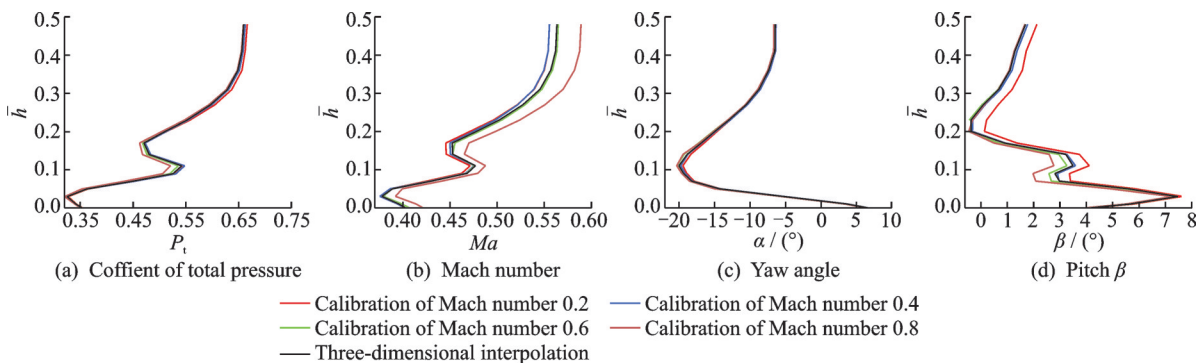 0.5 0.5 0.5 0.5
0.4 0.4 0.4 0.4
0.3 0.3 0.3 0.3
h̄ h̄ h̄ h̄
0.2 0.2 0.2 0.2
0.1 0.1 0.1 0.1
0.0 0.0 0.0 0.0
0.35 0.45 0.55 0.65 0.75 0.40 0.45 0.50 0.55 0.60 −20 −15 −10 −5 0 5 10 0 1 2 3 4 5 6 7 8
Pt Ma α / (°) β / (°)
(a) Coffient of total pressure (b) Mach number (c) Yaw angle (d) Pitch β
Calibration of Mach number 0.2 Calibration of Mach number 0.4
Calibration of Mach number 0.6 Calibration of Mach number 0.8
Three-dimensional interpolation